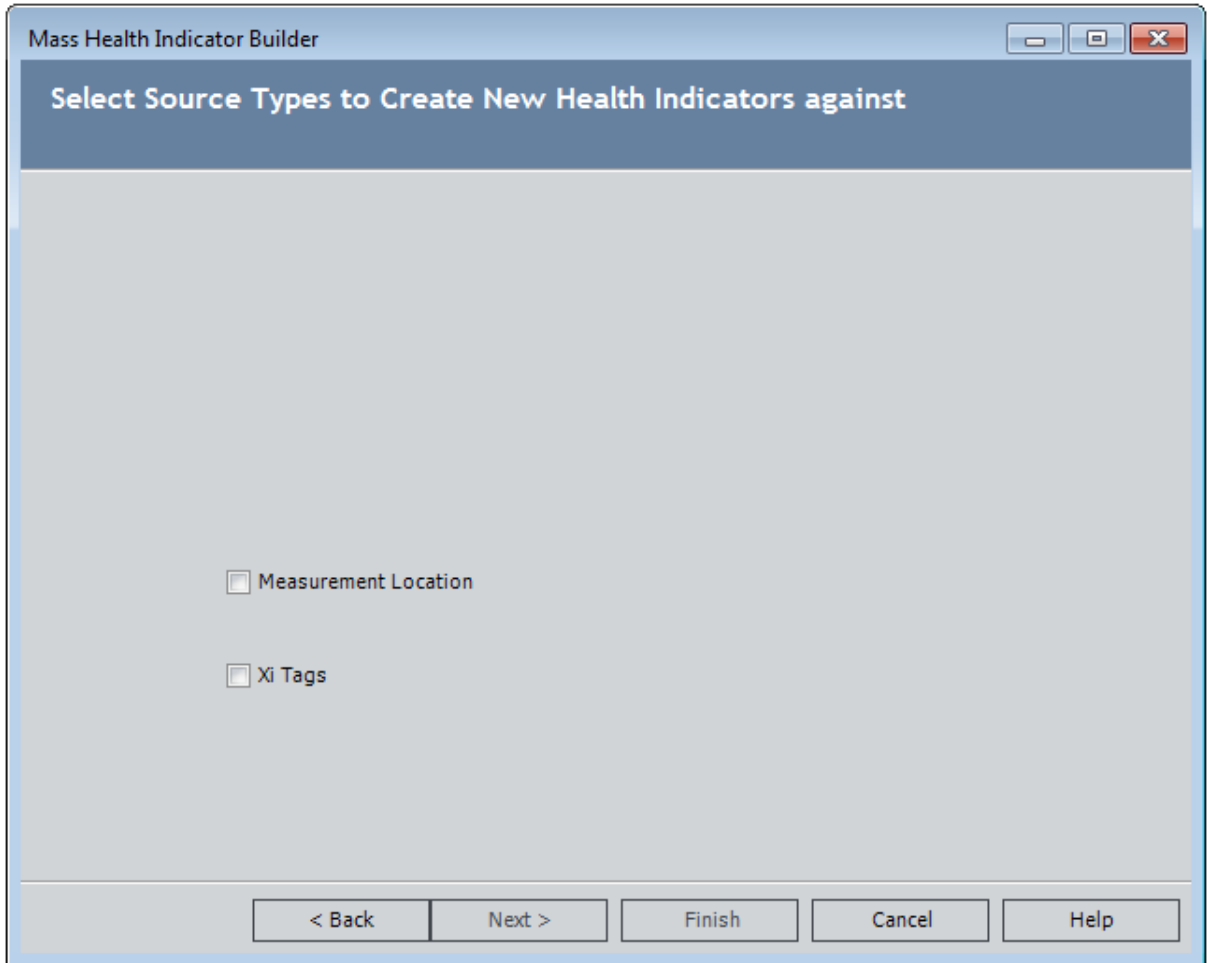 Mass Health Indicator Builder
Select Source Types to Create New Health Indicators against
Measurement Location
Xi Tags
< Back Next > Finish Cancel Help